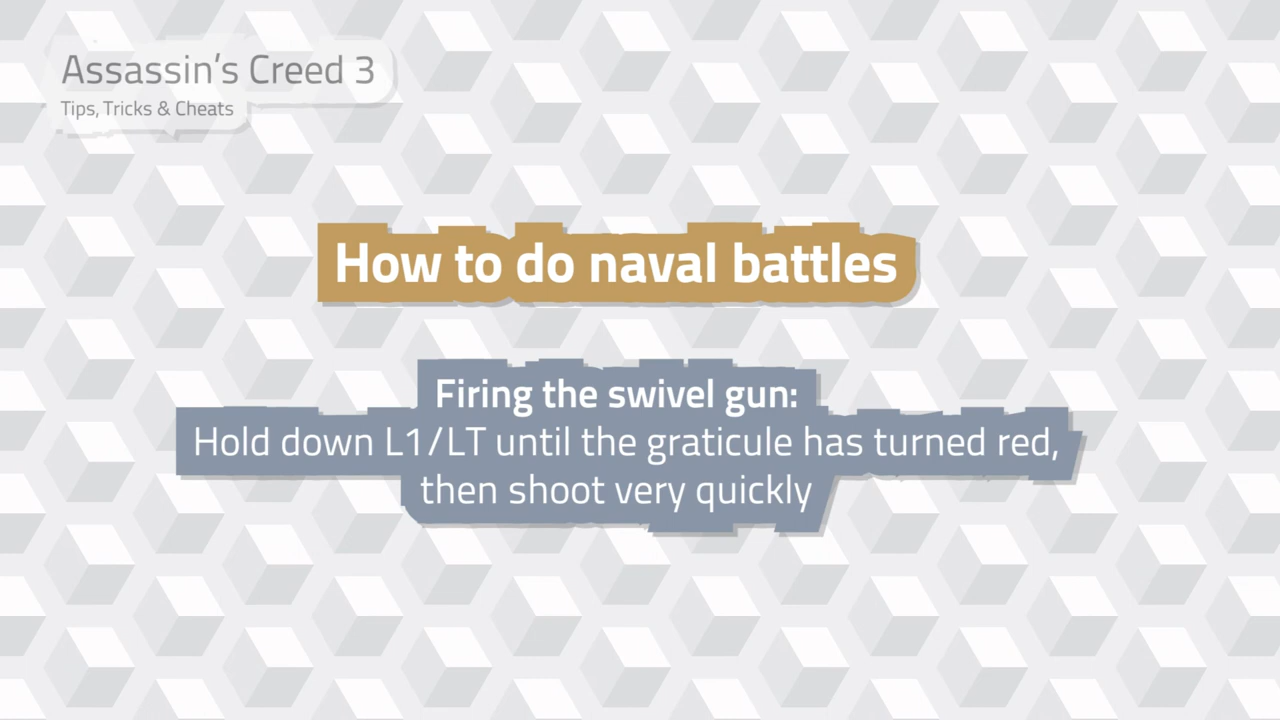 Assassin's Creed 3
Tips, Tricks & Cheats
How to do naval battles
Firing the swivel gun:
Hold down L1/LT until the graticule has turned red,
then shoot very quickly